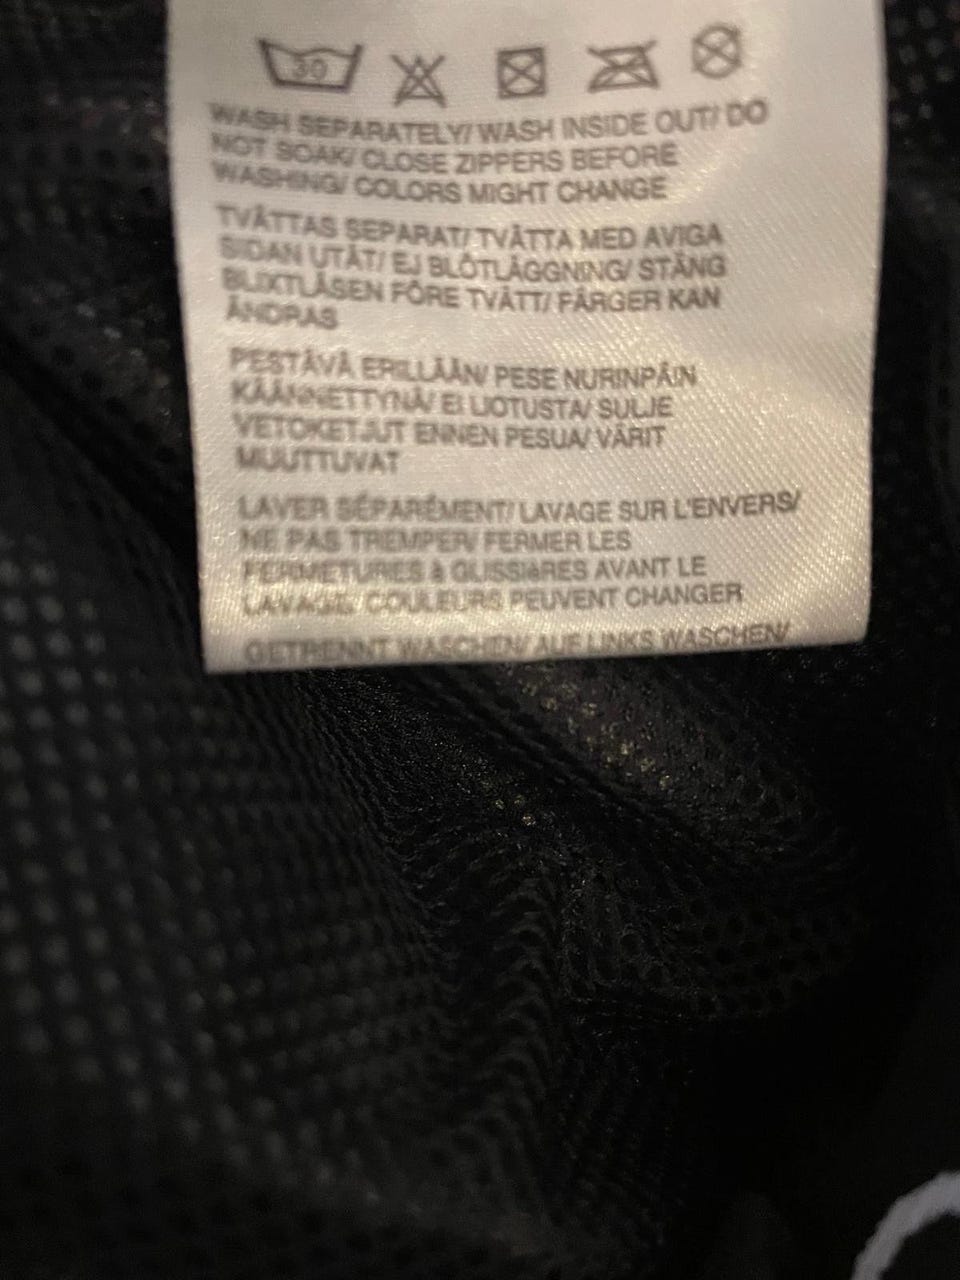 30
WASH SEPARATELY/ WASH INSIDE OUT/ DO
NOT SOAK/ CLOSE ZIPPERS BEFORE
WASHING/ COLORS MIGHT CHANGE
TVÄTTAS SEPARAT/ TVÄTTA MED AVIGA
SIDAN UTÅT/ EJ BLÖTLÄGGNING/ STÄNG
BLIXTLÅSEN FÖRE TVÄTT/ FÄRGER KAN
ÄNDRAS
PESTÄVÄ ERILLÄÄN/ PESE NURINPÄIN
KÄÄNNETTYNÄ/ EI LIOTUSTA/ SULJE
VETOKETJUT ENNEN PESUA/ VÄRIT
MUUTTUVAT
LAVER SÉPARÉMENT/ LAVAGE SUR L'ENVERS/
NE PAS TREMPER/ FERMER LES
FERMETURES à GLISSIèRES AVANT LE
LAVAGE/ COULEURS PEUVENT CHANGER
GETRENNT WASCHEN/ AUF LINKS WASCHEN/